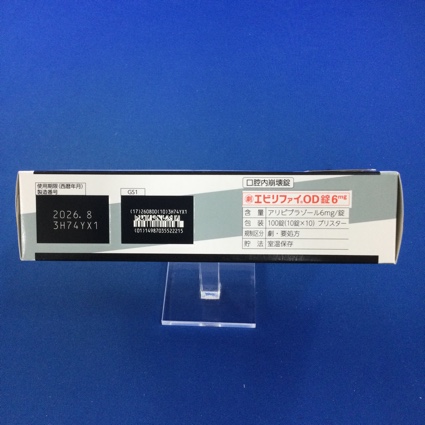 使用期限(西暦年月)
製造番号
2026.8
3H74YX1
GS1
(17)260800(10)3H74YX1
(01)14987035522215
口腔内崩壊錠
劇 エビリファイ®OD錠6mg
含量 アリピプラゾール6mg/錠
包装 100錠(10錠×10)ブリスター
規制区分 劇・要処方
貯法 室温保存